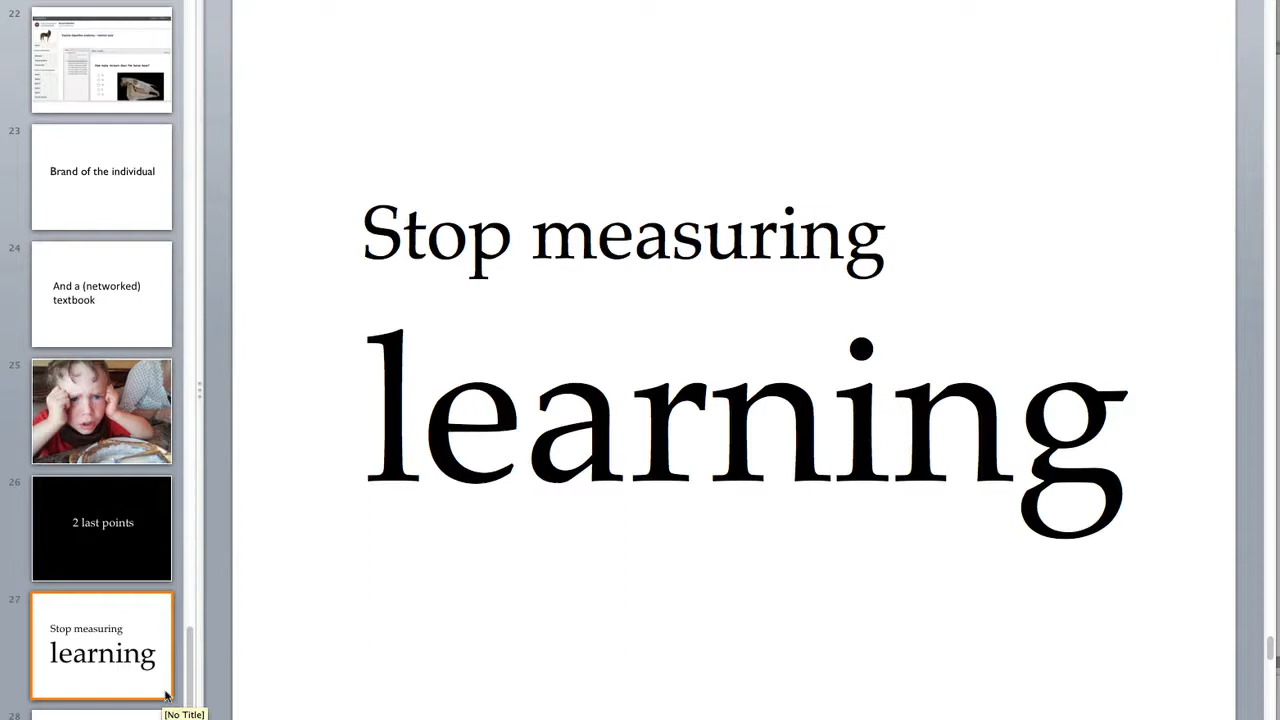 22
23
Brand of the individual
24
And a (networked)
textbook
25
26
2 last points
27
Stop measuring
learning
28
[No Title]
Stop measuring
learning